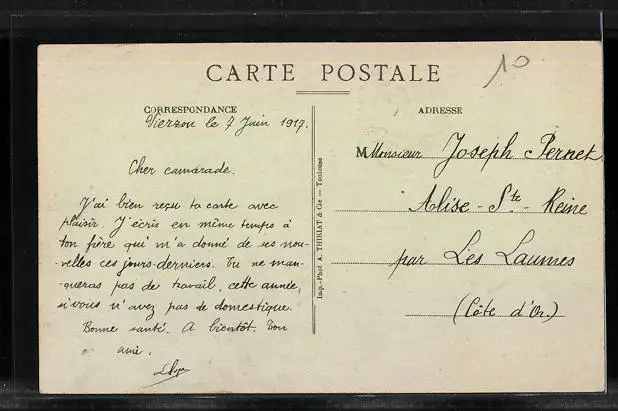 CARTE POSTALE
10
CORRESPONDANCE
Vierzon le 7 Juin 1917.
Cher camarade.
J'ai bien reçu ta carte avec
plaisir. J'écris en même temps à
ton frère qui m'a donné de ses nou-
-velles ces jours-derniers. Tu ne man-
-queras pas de travail, cette année,
si vous n'avez pas de domestique.
Bonne santé. A bientôt. Ton
ami.
Imp.-Phot A. THIRIAT & Cie — Toulouse
ADRESSE
M Monsieur Joseph Pernet
Alise-Ste-Reine
par Les Laumes
(Côte d'Or.)